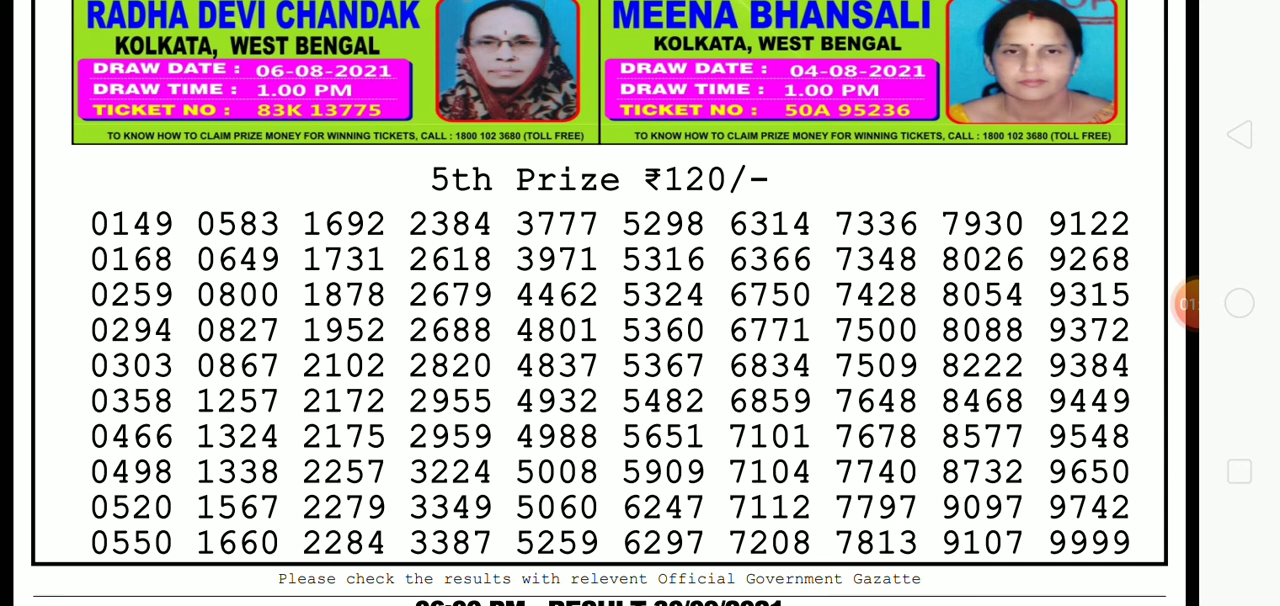 RADHA DEVI CHANDAK
KOLKATA, WEST BENGAL
DRAW DATE : 06-08-2021
DRAW TIME : 1.00 PM
TICKET NO : 83K 13775
TO KNOW HOW TO CLAIM PRIZE MONEY FOR WINNING TICKETS, CALL : 1800 102 3680 (TOLL FREE)
MEENA BHANSALI
KOLKATA, WEST BENGAL
DRAW DATE : 04-08-2021
DRAW TIME : 1.00 PM
TICKET NO : 50A 95236
TO KNOW HOW TO CLAIM PRIZE MONEY FOR WINNING TICKETS, CALL : 1800 102 3680 (TOLL FREE)
5th Prize ₹120/-
0149 0583 1692 2384 3777 5298 6314 7336 7930 9122
0168 0649 1731 2618 3971 5316 6366 7348 8026 9268
0259 0800 1878 2679 4462 5324 6750 7428 8054 9315
0294 0827 1952 2688 4801 5360 6771 7500 8088 9372
0303 0867 2102 2820 4837 5367 6834 7509 8222 9384
0358 1257 2172 2955 4932 5482 6859 7648 8468 9449
0466 1324 2175 2959 4988 5651 7101 7678 8577 9548
0498 1338 2257 3224 5008 5909 7104 7740 8732 9650
0520 1567 2279 3349 5060 6247 7112 7797 9097 9742
0550 1660 2284 3387 5259 6297 7208 7813 9107 9999
Please check the results with relevent Official Government Gazatte